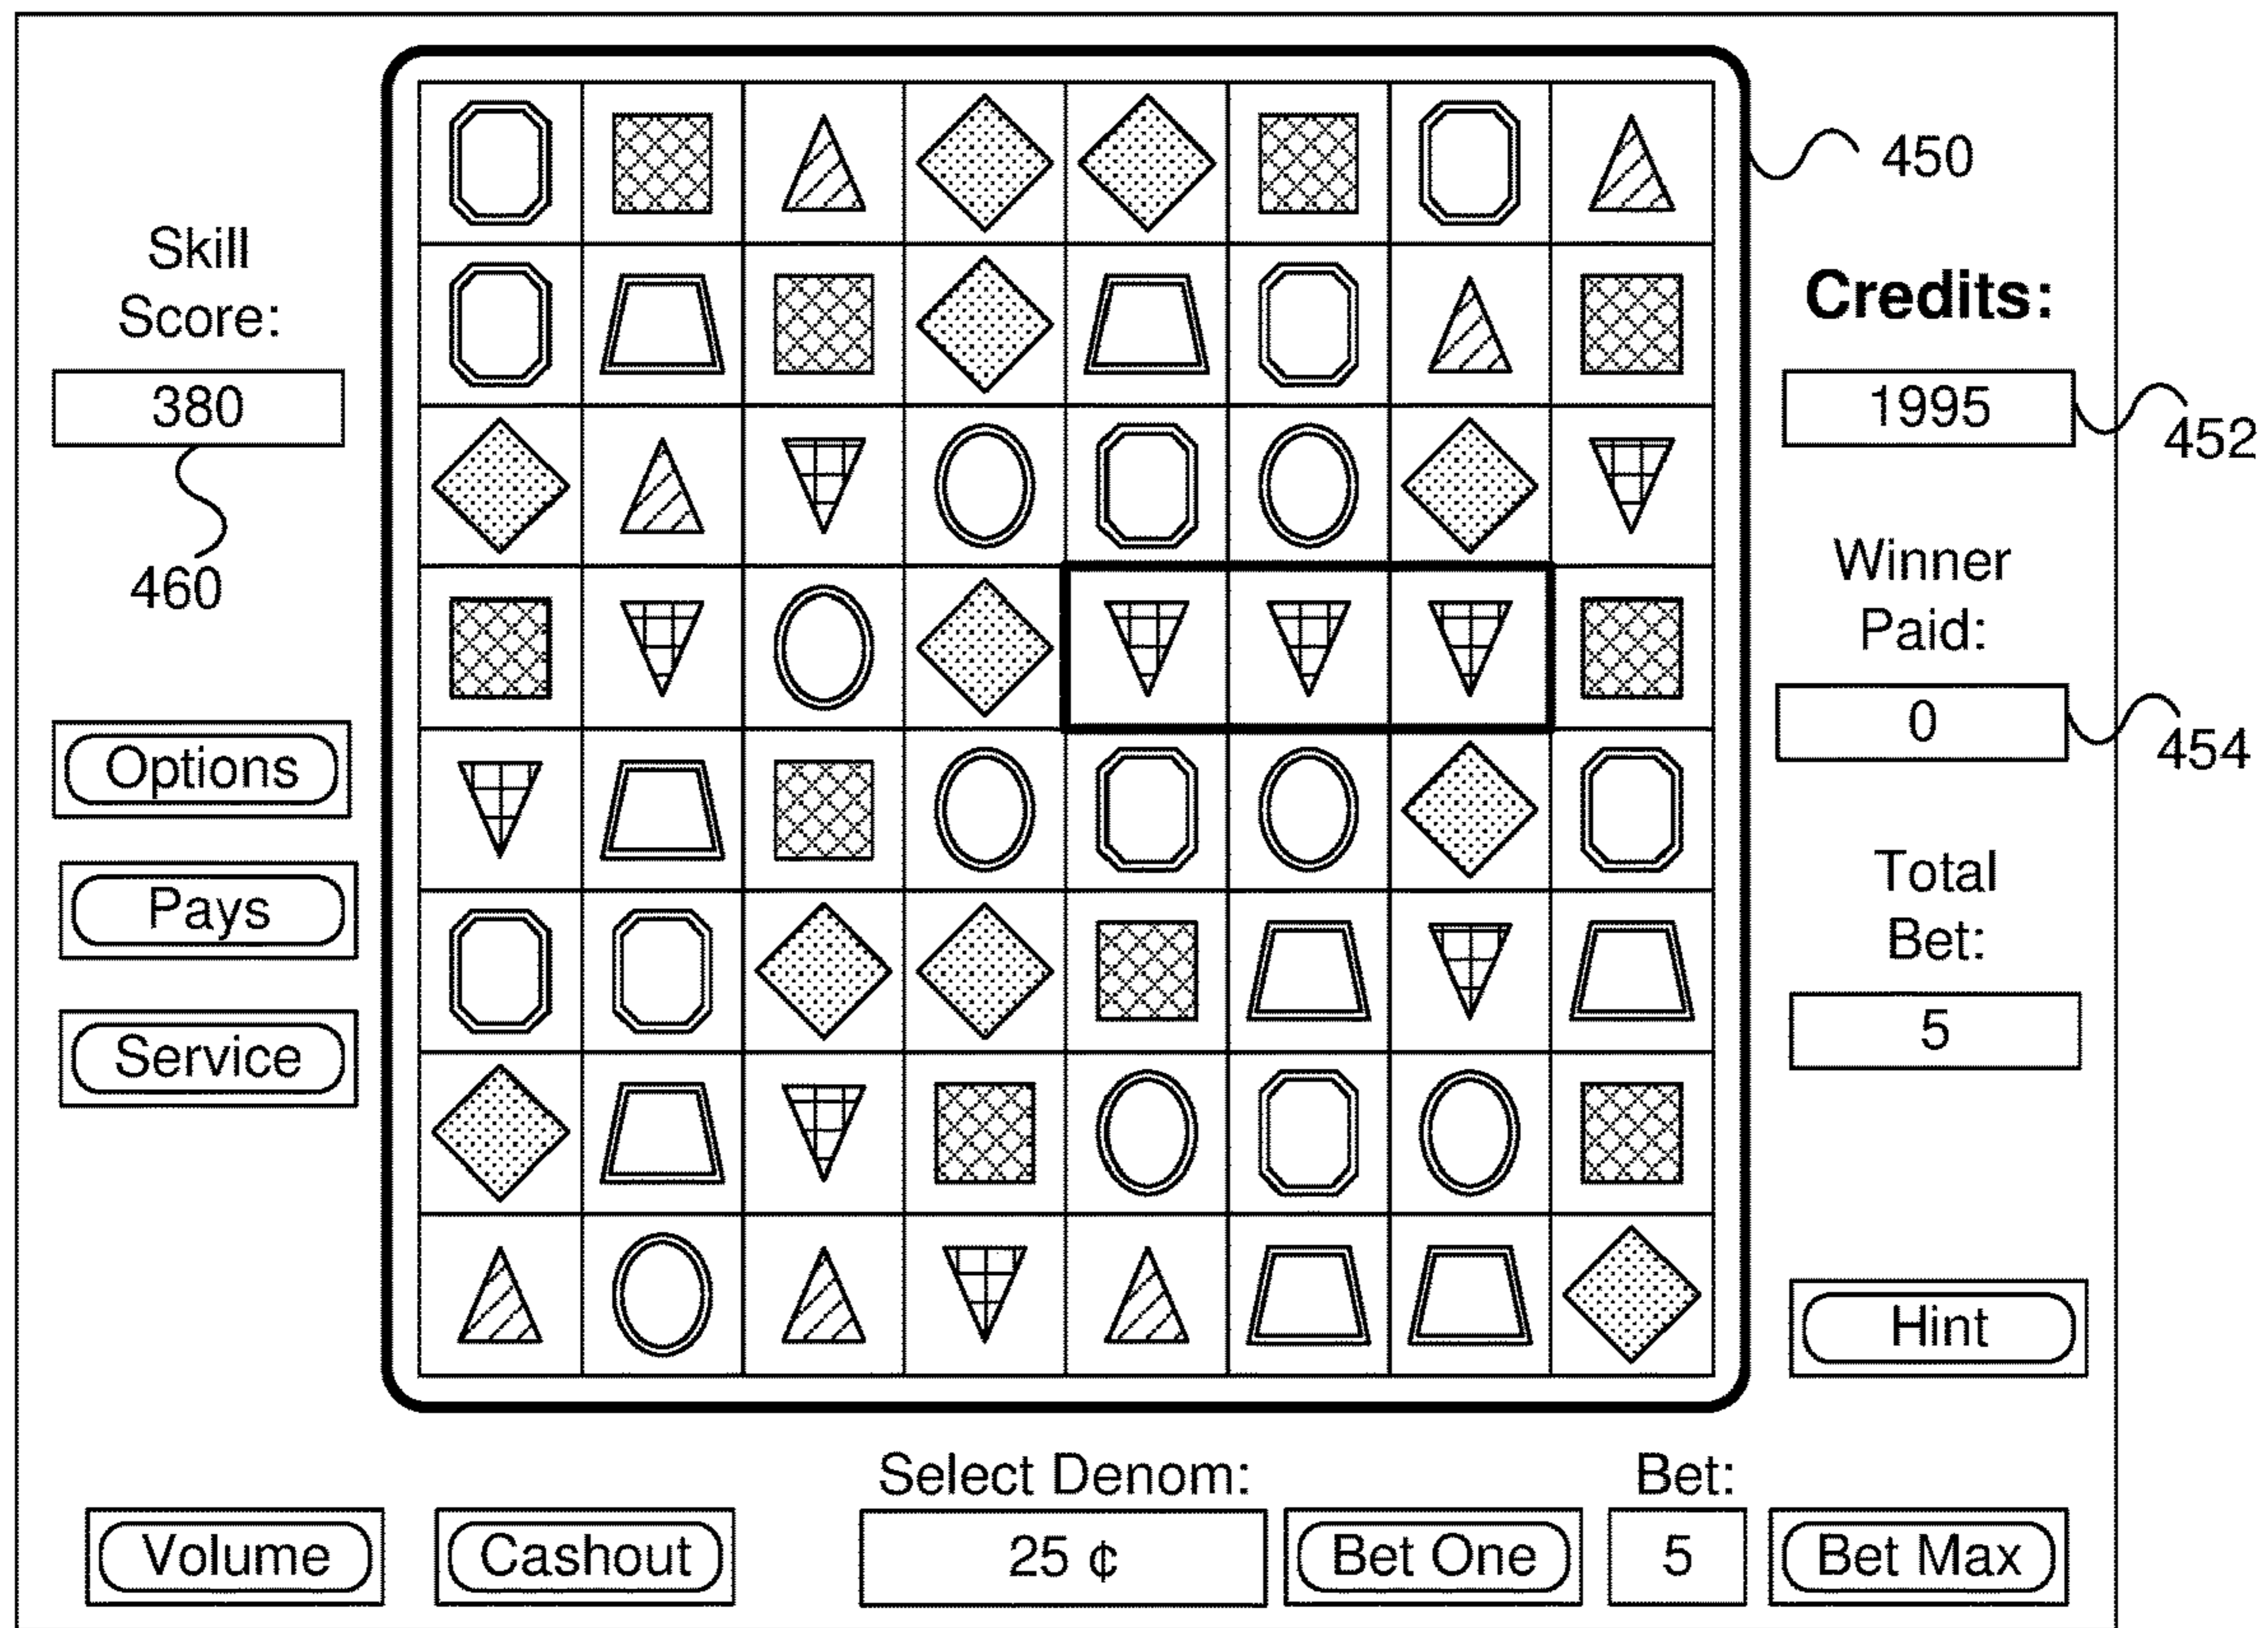 450
Skill
Score:
380
460
Credits:
1995
452
Winner
Paid:
0
454
Options
Pays
Service
Total
Bet:
5
Hint
Select Denom:
Bet:
Volume
Cashout
25 ¢
Bet One
5
Bet Max